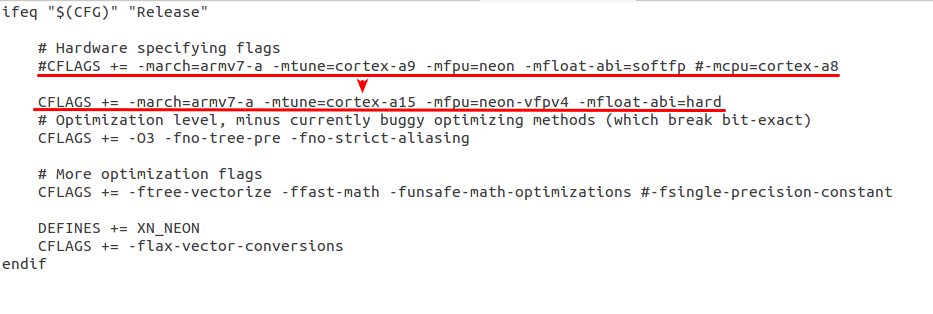 ifeq "$(CFG)" "Release"
# Hardware specifying flags
#CFLAGS += -march=armv7-a -mtune=cortex-a9 -mfpu=neon -mfloat-abi=softfp #-mcpu=cortex-a8
CFLAGS += -march=armv7-a -mtune=cortex-a15 -mfpu=neon-vfpv4 -mfloat-abi=hard
# Optimization level, minus currently buggy optimizing methods (which break bit-exact)
CFLAGS += -O3 -fno-tree-pre -fno-strict-aliasing
# More optimization flags
CFLAGS += -ftree-vectorize -ffast-math -funsafe-math-optimizations #-fsingle-precision-constant
DEFINES += XN_NEON
CFLAGS += -flax-vector-conversions
endif